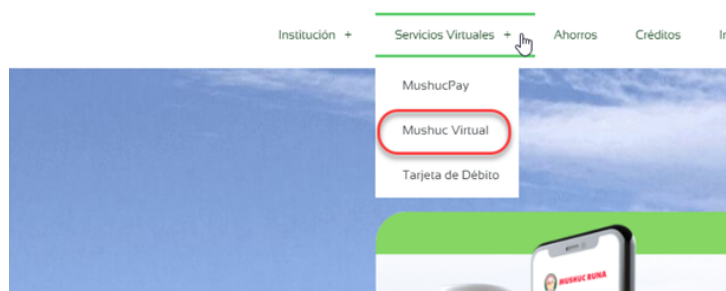 Institución + Servicios Virtuales + Ahorros Créditos
MushucPay
Mushuc Virtual
Tarjeta de Débito
MUSHUC RUNA